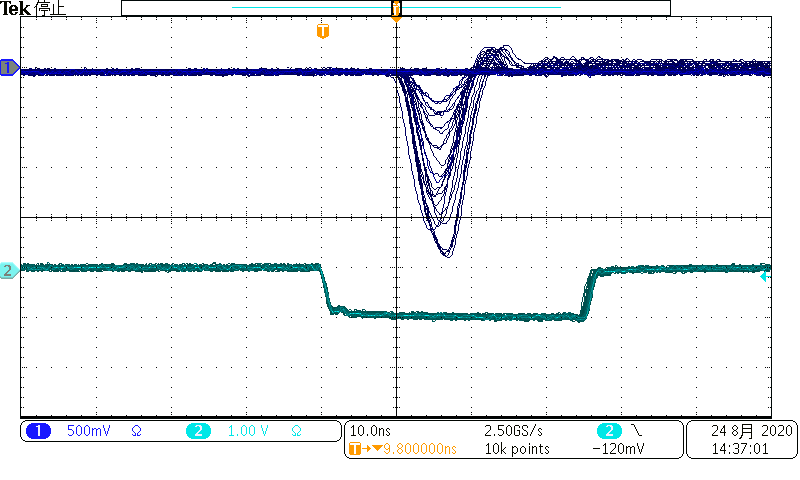 Tek 停止
T
1
2
1 500mV Ω 2 1.00 V Ω
10.0ns 2.50GS/s 2
T→▼9.800000ns 10k points −120mV
24 8月 2020
14:37:01